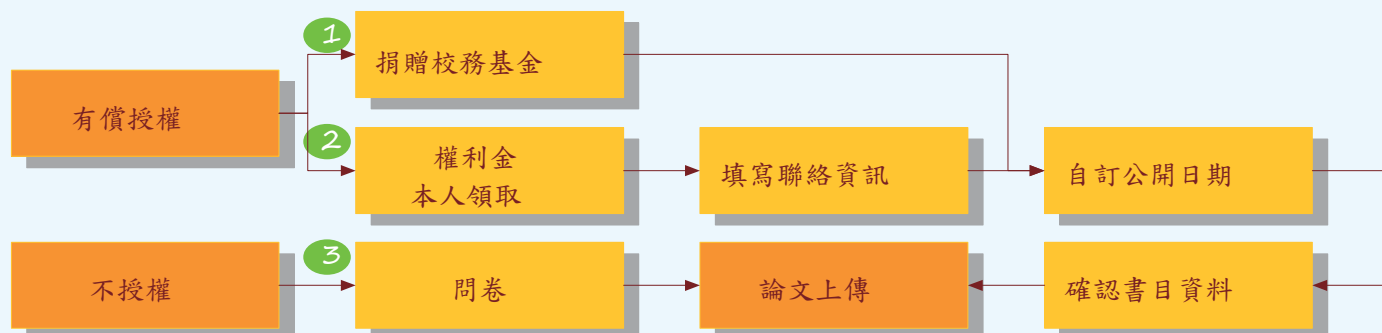 1
捐贈校務基金
有償授權
2
權利金
本人領取
填寫聯絡資訊
自訂公開日期
3
不授權
問卷
論文上傳
確認書目資料